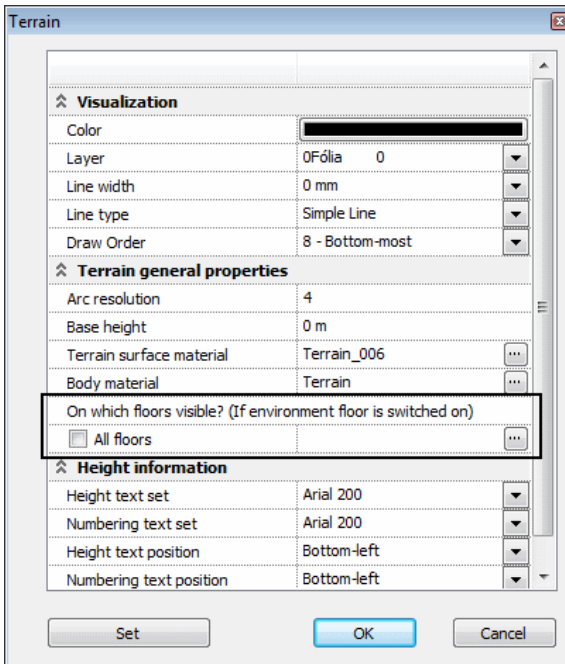 Terrain
Visualization
Color
Layer 0Fólia 0
Line width 0 mm
Line type Simple Line
Draw Order 8 - Bottom-most
Terrain general properties
Arc resolution 4
Base height 0 m
Terrain surface material Terrain_006 ...
Body material Terrain ...
On which floors visible? (If environment floor is switched on)
All floors ...
Height information
Height text set Arial 200
Numbering text set Arial 200
Height text position Bottom-left
Numbering text position Bottom-left
Set OK Cancel